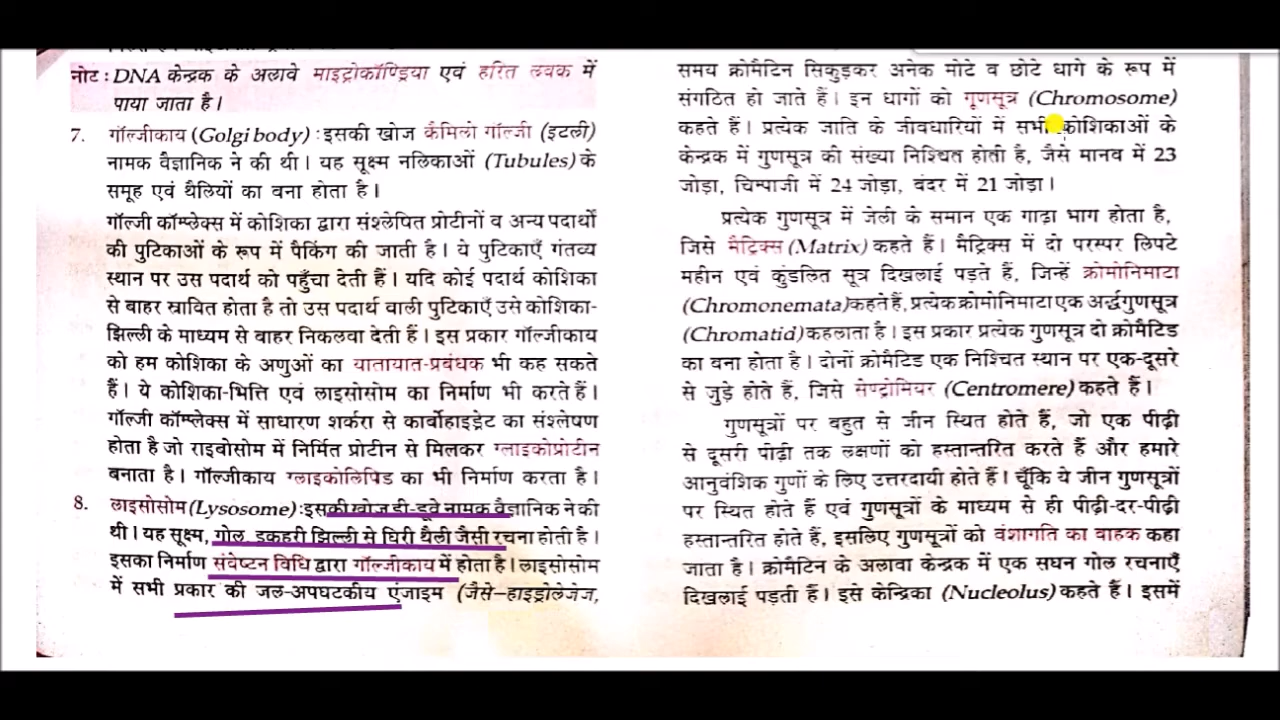 नोट : DNA केन्द्रक के अलावे माइट्रोकॉण्ड्रिया एवं हरित लवक में
पाया जाता है।
7. गॉल्जीकाय (Golgi body) : इसकी खोज कैमिलो गॉल्जी (इटली)
नामक वैज्ञानिक ने की थी। यह सूक्ष्म नलिकाओं (Tubules) के
समूह एवं थैलियों का बना होता है।
गॉल्जी कॉम्प्लेक्स में कोशिका द्वारा संश्लेषित प्रोटीनों व अन्य पदार्थों
की पुटिकाओं के रूप में पैकिंग की जाती है। ये पुटिकाएँ गंतव्य
स्थान पर उस पदार्थ को पहुँचा देती हैं। यदि कोई पदार्थ कोशिका
से बाहर स्रावित होता है तो उस पदार्थ वाली पुटिकाएँ उसे कोशिका-
झिल्ली के माध्यम से बाहर निकलवा देती हैं। इस प्रकार गॉल्जीकाय
को हम कोशिका के अणुओं का यातायात-प्रबंधक भी कह सकते
हैं। ये कोशिका-भित्ति एवं लाइसोसोम का निर्माण भी करते हैं।
गॉल्जी कॉम्प्लेक्स में साधारण शर्करा से कार्बोहाइड्रेट का संश्लेषण
होता है जो राइबोसोम में निर्मित प्रोटीन से मिलकर ग्लाइकोप्रोटीन
बनाता है। गॉल्जीकाय ग्लाइकोलिपिड का भी निर्माण करता है।
8. लाइसोसोम (Lysosome) : इसकी खोज डी-डूवे नामक वैज्ञानिक ने की
थी। यह सूक्ष्म, गोल, इकहरी झिल्ली से घिरी थैली जैसी रचना होती है।
इसका निर्माण संवेष्टन विधि द्वारा गॉल्जीकाय में होता है। लाइसोसोम
में सभी प्रकार की जल-अपघटकीय एंजाइम (जैसे–हाइड्रोलेजेज,
समय क्रोमैटिन सिकुड़कर अनेक मोटे व छोटे धागे के रूप में
संगठित हो जाते हैं। इन धागों को गूणसूत्र (Chromosome)
कहते हैं। प्रत्येक जाति के जीवधारियों में सभी कोशिकाओं के
केन्द्रक में गुणसूत्र की संख्या निश्चित होती है, जैसे मानव में 23
जोड़ा, चिम्पाजी में 24 जोड़ा, बंदर में 21 जोड़ा।
प्रत्येक गुणसूत्र में जेली के समान एक गाढ़ा भाग होता है,
जिसे मैट्रिक्स (Matrix) कहते हैं। मैट्रिक्स में दो परस्पर लिपटे
महीन एवं कुंडलित सूत्र दिखलाई पड़ते हैं, जिन्हें क्रोमोनिमाटा
(Chromonemata) कहते हैं, प्रत्येक क्रोमोनिमाटा एक अर्द्धगुणसूत्र
(Chromatid) कहलाता है। इस प्रकार प्रत्येक गुणसूत्र दो क्रोमैटिड
का बना होता है। दोनों क्रोमैटिड एक निश्चित स्थान पर एक-दूसरे
से जुड़े होते हैं, जिसे सेण्ट्रोमियर (Centromere) कहते हैं।
गुणसूत्रों पर बहुत से जीन स्थित होते हैं, जो एक पीढ़ी
से दूसरी पीढ़ी तक लक्षणों को हस्तान्तरित करते हैं और हमारे
आनुवंशिक गुणों के लिए उत्तरदायी होते हैं। चूँकि ये जीन गुणसूत्रों
पर स्थित होते हैं एवं गुणसूत्रों के माध्यम से ही पीढ़ी-दर-पीढ़ी
हस्तान्तरित होते हैं, इसलिए गुणसूत्रों को वंशागति का वाहक कहा
जाता है। क्रोमैटिन के अलावा केन्द्रक में एक सघन गोल रचनाएँ
दिखलाई पड़ती हैं। इसे केन्द्रिका (Nucleolus) कहते हैं। इसमें